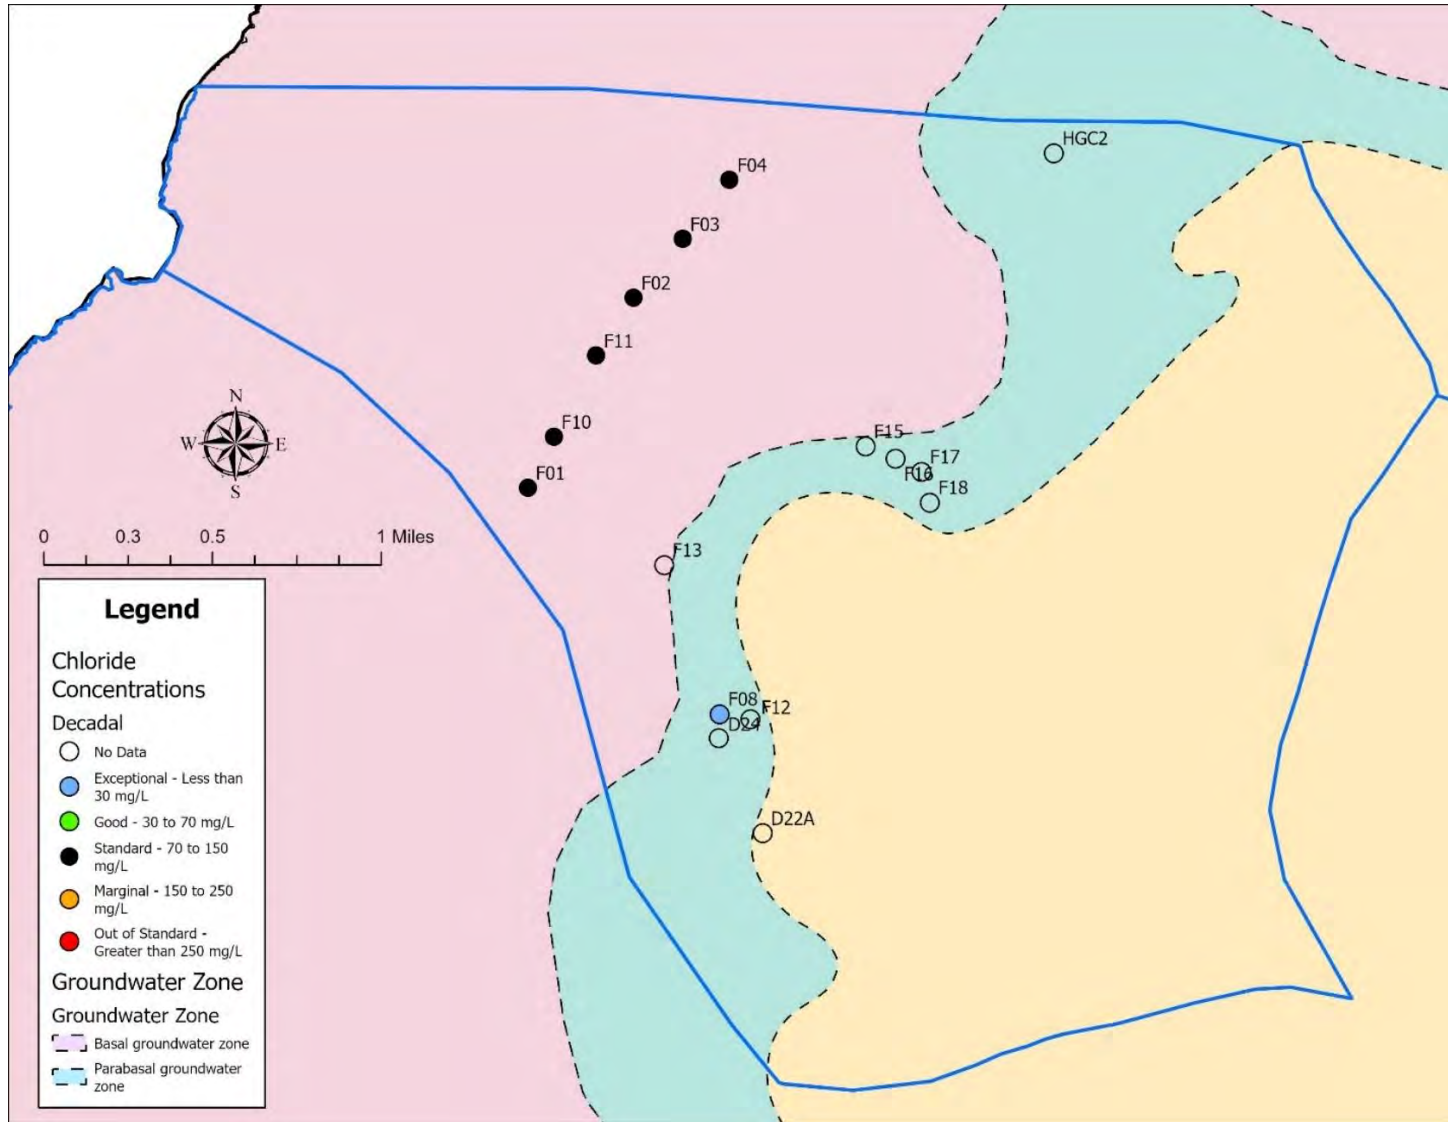 HGC2
F04
F03
F02
F11
F10
F01
N
W E
S
F15
F17
F16
F18
0 0.3 0.5 1 Miles
F13
F08
F12
D24
D22A
Legend
Chloride
Concentrations
Decadal
No Data
Exceptional - Less than
30 mg/L
Good - 30 to 70 mg/L
Standard - 70 to 150
mg/L
Marginal - 150 to 250
mg/L
Out of Standard -
Greater than 250 mg/L
Groundwater Zone
Groundwater Zone
Basal groundwater zone
Parabasal groundwater
zone